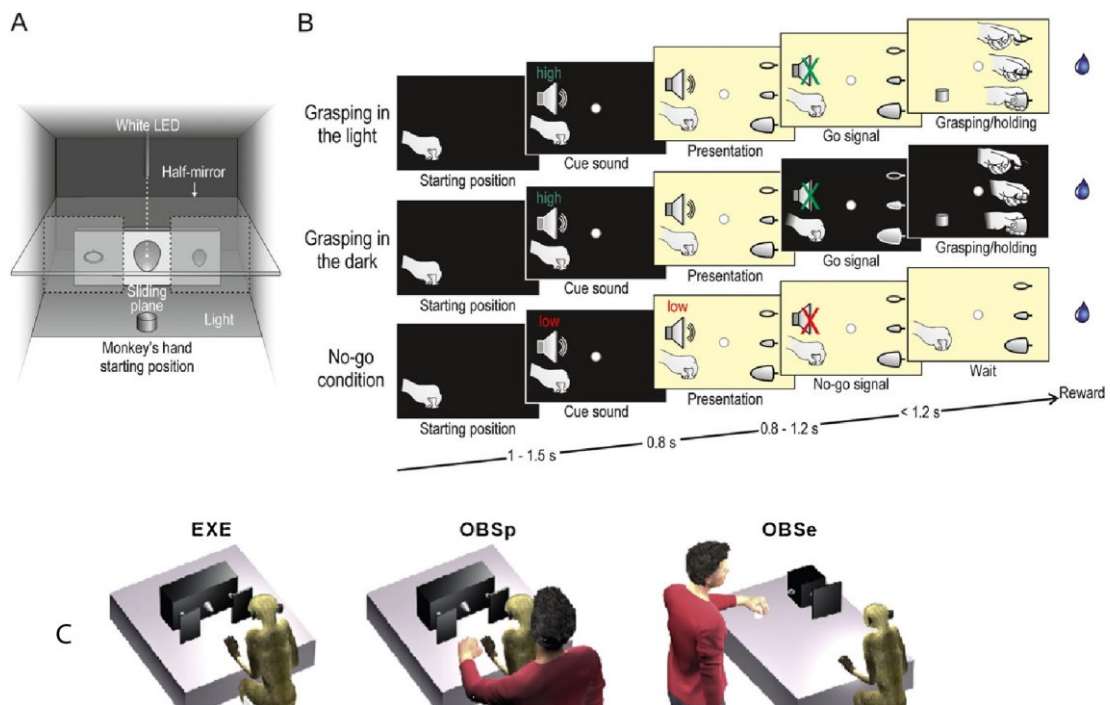 A
White LED
Half-mirror
Sliding
plane
Light
Monkey's hand
starting position
B
Grasping in
the light
Starting position
high
Cue sound
Presentation
Go signal
Grasping/holding
Grasping in
the dark
Starting position
high
Cue sound
Presentation
Go signal
Grasping/holding
No-go
condition
Starting position
low
Cue sound
low
Presentation
No-go signal
Wait
Reward
1 - 1.5 s
0.8 s
0.8 - 1.2 s
< 1.2 s
C
EXE
OBSp
OBSe